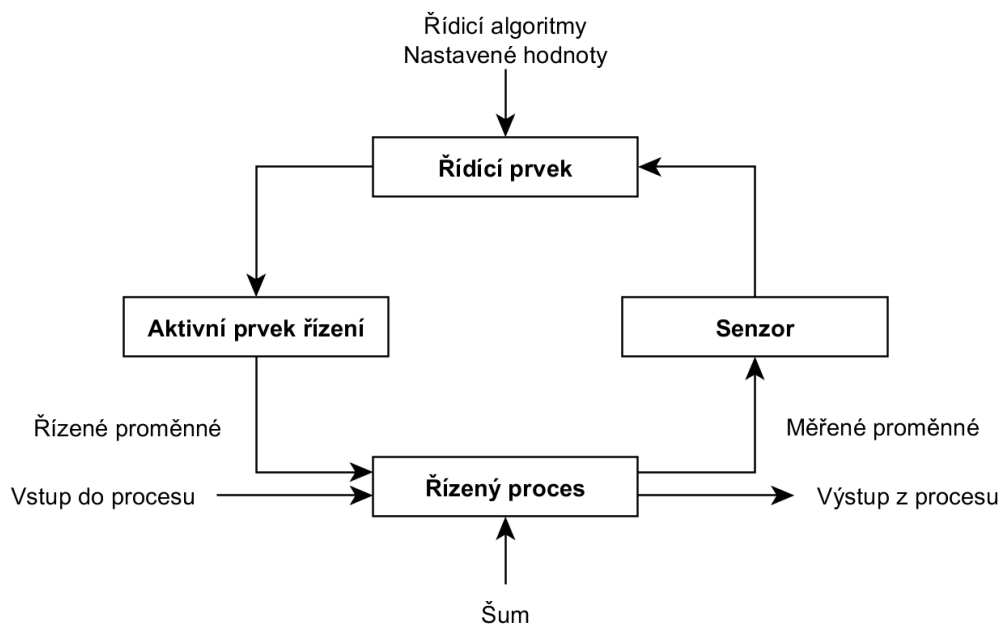 Řídicí algoritmy
Nastavené hodnoty
Řídící prvek
Aktivní prvek řízení
Senzor
Řízené proměnné
Měřené proměnné
Vstup do procesu
Řízený proces
Výstup z procesu
Šum